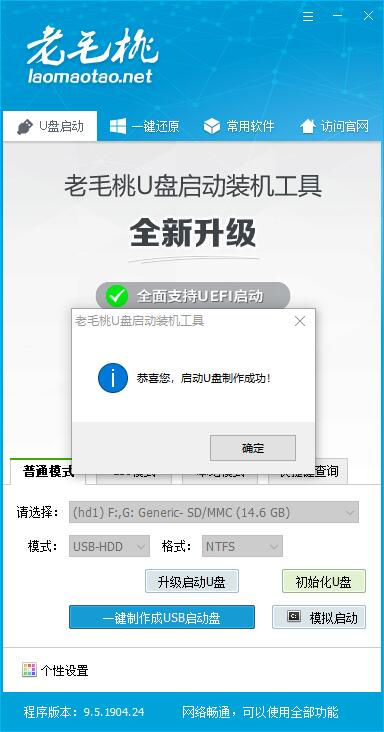 老毛桃
laomaotao.net
U盘启动
一键还原
常用软件
访问官网
老毛桃U盘启动装机工具
全新升级
全面支持UEFI启动
老毛桃U盘启动装机工具
恭喜您，启动U盘制作成功！
确定
普通模式
模式
快捷键查询
请选择： (hd1) F:,G: Generic- SD/MMC (14.6 GB)
模式： USB-HDD 格式： NTFS
升级启动U盘 初始化U盘
一键制作成USB启动盘 模拟启动
个性设置
程序版本：9.5.1904.24 网络畅通，可以使用全部功能